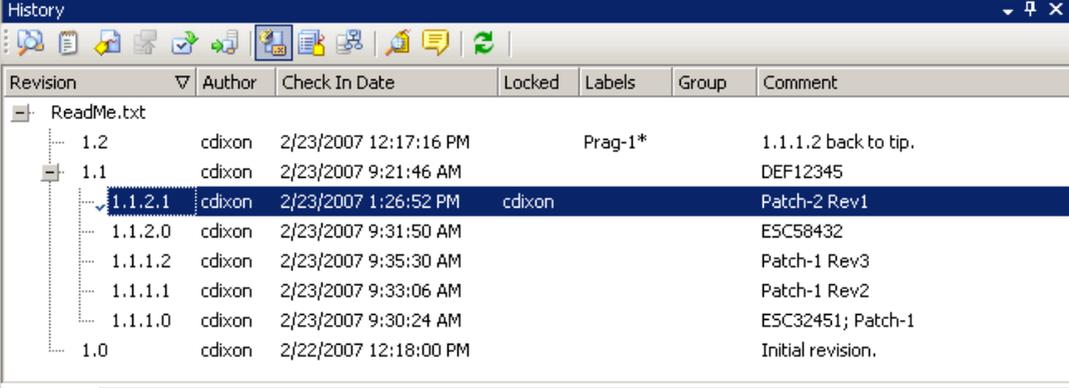 History
Revision Author Check In Date Locked Labels Group Comment
ReadMe.txt
1.2 cdixon 2/23/2007 12:17:16 PM Prag-1* 1.1.1.2 back to tip.
1.1 cdixon 2/23/2007 9:21:46 AM DEF12345
1.1.2.1 cdixon 2/23/2007 1:26:52 PM cdixon Patch-2 Rev1
1.1.2.0 cdixon 2/23/2007 9:31:50 AM ESC58432
1.1.1.2 cdixon 2/23/2007 9:35:30 AM Patch-1 Rev3
1.1.1.1 cdixon 2/23/2007 9:33:06 AM Patch-1 Rev2
1.1.1.0 cdixon 2/23/2007 9:30:24 AM ESC32451; Patch-1
1.0 cdixon 2/22/2007 12:18:00 PM Initial revision.